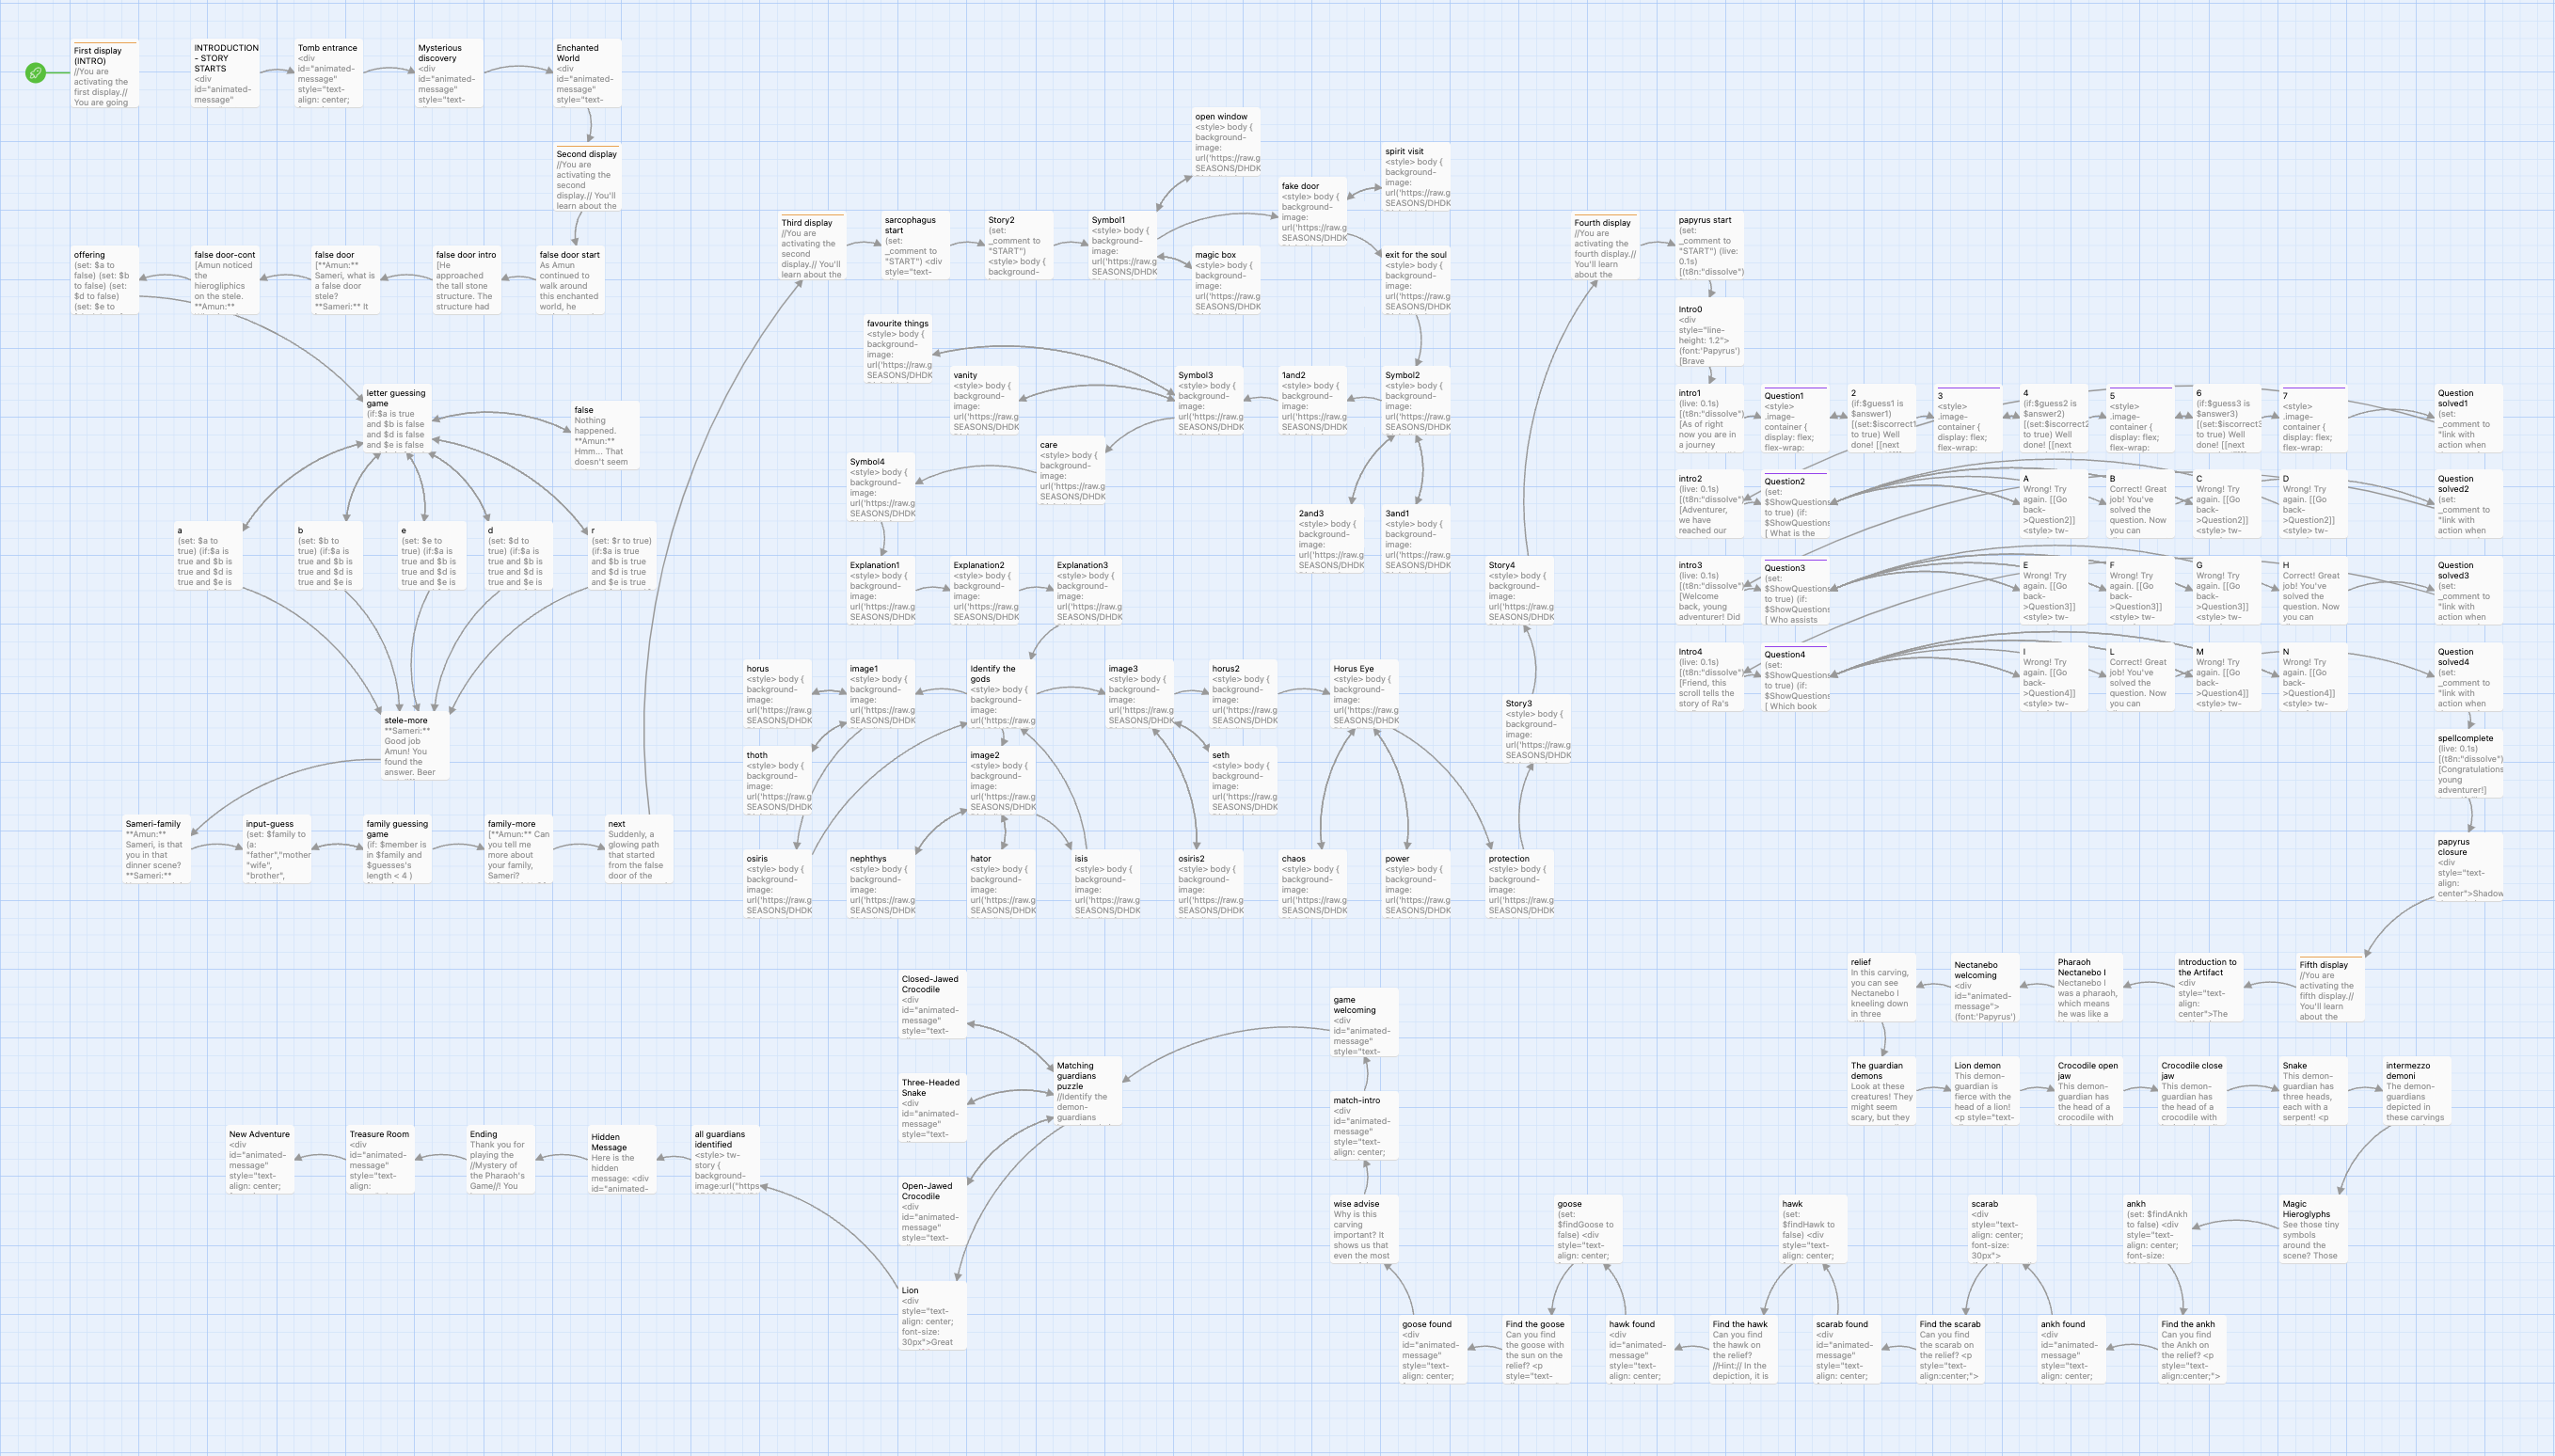 First display
(INTRO)
//You are
activating the
first display.//
You are going
INTRODUCTION
- STORY
STARTS
<div
id="animated-
message"
Tomb entrance
<div
id="animated-
message"
style="text-
align: center;
Mysterious
discovery
<div
id="animated-
message"
style="text-
Enchanted
World
<div
id="animated-
message"
style="text-
Second display
//You are
activating the
second
display.// You'll
learn about the
offering
(set: $a to
false) (set: $b
to false) (set:
$d to false)
(set: $e to
false door-cont
[Amun noticed
the
hierogliphics
on the stele.
**Amun:**
false door
[**Amun:**
Sameri, what is
a false door
stele?
**Sameri:** It
false door intro
[He
approached
the tall stone
structure. The
structure had
false door start
As Amun
continued to
walk around
this enchanted
world, he
letter guessing
game
(if:$a is true
and $b is false
and $d is false
and $e is false
false
Nothing
happened.
**Amun:**
Hmm... That
doesn't seem
a
(set: $a to
true) (if:$a is
true and $b is
true and $d is
true and $e is
b
(set: $b to
true) (if:$a is
true and $b is
true and $d is
true and $e is
e
(set: $e to
true) (if:$a is
true and $b is
true and $d is
true and $e is
d
(set: $d to
true) (if:$a is
true and $b is
true and $d is
true and $e is
r
(set: $r to true)
(if:$a is true
and $b is true
and $d is true
and $e is true
stele-more
**Sameri:**
Good job
Amun! You
found the
answer. Beer
Sameri-family
**Amun:**
Sameri, is that
you in that
dinner scene?
**Sameri:**
input-guess
(set: $family to
(a:
"father","mother
"wife",
"brother",
family guessing
game
(if: $member is
in $family and
$guesses's
length < 4 )
family-more
[**Amun:** Can
you tell me
more about
your family,
Sameri?
next
Suddenly, a
glowing path
that started
from the false
door of the
Third display
//You are
activating the
second
display.// You'll
learn about the
sarcophagus
start
(set:
_comment to
"START") <div
style="text-
Story2
(set:
_comment to
"START")
<style> body {
background-
Symbol1
<style> body {
background-
image:
url('https://raw.g
SEASONS/DHDK
open window
<style> body {
background-
image:
url('https://raw.g
SEASONS/DHDK
fake door
<style> body {
background-
image:
url('https://raw.g
SEASONS/DHDK
spirit visit
<style> body {
background-
image:
url('https://raw.g
SEASONS/DHDK
magic box
<style> body {
background-
image:
url('https://raw.g
SEASONS/DHDK
exit for the soul
<style> body {
background-
image:
url('https://raw.g
SEASONS/DHDK
favourite things
<style> body {
background-
image:
url('https://raw.g
SEASONS/DHDK
vanity
<style> body {
background-
image:
url('https://raw.g
SEASONS/DHDK
Symbol3
<style> body {
background-
image:
url('https://raw.g
SEASONS/DHDK
1and2
<style> body {
background-
image:
url('https://raw.g
SEASONS/DHDK
Symbol2
<style> body {
background-
image:
url('https://raw.g
SEASONS/DHDK
care
<style> body {
background-
image:
url('https://raw.g
SEASONS/DHDK
Symbol4
<style> body {
background-
image:
url('https://raw.g
SEASONS/DHDK
2and3
<style> body {
background-
image:
url('https://raw.g
SEASONS/DHDK
3and1
<style> body {
background-
image:
url('https://raw.g
SEASONS/DHDK
Explanation1
<style> body {
background-
image:
url('https://raw.g
SEASONS/DHDK
Explanation2
<style> body {
background-
image:
url('https://raw.g
SEASONS/DHDK
Explanation3
<style> body {
background-
image:
url('https://raw.g
SEASONS/DHDK
Story4
<style> body {
background-
image:
url('https://raw.g
SEASONS/DHDK
horus
<style> body {
background-
image:
url('https://raw.g
SEASONS/DHDK
image1
<style> body {
background-
image:
url('https://raw.g
SEASONS/DHDK
Identify the
gods
<style> body {
background-
image:
url('https://raw.g
image3
<style> body {
background-
image:
url('https://raw.g
SEASONS/DHDK
horus2
<style> body {
background-
image:
url('https://raw.g
SEASONS/DHDK
Horus Eye
<style> body {
background-
image:
url('https://raw.g
SEASONS/DHDK
Story3
<style> body {
background-
image:
url('https://raw.g
SEASONS/DHDK
thoth
<style> body {
background-
image:
url('https://raw.g
SEASONS/DHDK
image2
<style> body {
background-
image:
url('https://raw.g
SEASONS/DHDK
seth
<style> body {
background-
image:
url('https://raw.g
SEASONS/DHDK
osiris
<style> body {
background-
image:
url('https://raw.g
SEASONS/DHDK
nephthys
<style> body {
background-
image:
url('https://raw.g
SEASONS/DHDK
hator
<style> body {
background-
image:
url('https://raw.g
SEASONS/DHDK
isis
<style> body {
background-
image:
url('https://raw.g
SEASONS/DHDK
osiris2
<style> body {
background-
image:
url('https://raw.g
SEASONS/DHDK
chaos
<style> body {
background-
image:
url('https://raw.g
SEASONS/DHDK
power
<style> body {
background-
image:
url('https://raw.g
SEASONS/DHDK
protection
<style> body {
background-
image:
url('https://raw.g
SEASONS/DHDK
Fourth display
//You are
activating the
fourth display.//
You'll learn
about the
papyrus start
(set:
_comment to
"START") (live:
0.1s)
[(t8n:"dissolve")
Intro0
<div
style="line-
height: 1.2">
(font:'Papyrus')
[Brave
intro1
(live: 0.1s)
[(t8n:"dissolve")
[As of right
now you are in
a journey
Question1
<style>
.image-
container {
display: flex;
flex-wrap:
2
(if:$guess1 is
$answer1)
[(set:$iscorrect1
to true) Well
done! [[next
3
<style>
.image-
container {
display: flex;
flex-wrap:
4
(if:$guess2 is
$answer2)
[(set:$iscorrect2
to true) Well
done! [[next
5
<style>
.image-
container {
display: flex;
flex-wrap:
6
(if:$guess3 is
$answer3)
[(set:$iscorrect3
to true) Well
done! [[next
7
<style>
.image-
container {
display: flex;
flex-wrap:
Question
solved1
(set:
_comment to
"link with
action when
intro2
(live: 0.1s)
[(t8n:"dissolve")
[Adventurer,
we have
reached our
Question2
(set:
$ShowQuestions
to true) (if:
$ShowQuestions
[ What is the
A
Wrong! Try
again. [[Go
back-
>Question2]]
<style> tw-
B
Correct! Great
job! You've
solved the
question. Now
you can
C
Wrong! Try
again. [[Go
back-
>Question2]]
<style> tw-
D
Wrong! Try
again. [[Go
back-
>Question2]]
<style> tw-
Question
solved2
(set:
_comment to
"link with
action when
intro3
(live: 0.1s)
[(t8n:"dissolve")
[Welcome
back, young
adventurer! Did
Question3
(set:
$ShowQuestions
to true) (if:
$ShowQuestions
[ Who assists
E
Wrong! Try
again. [[Go
back-
>Question3]]
<style> tw-
F
Wrong! Try
again. [[Go
back-
>Question3]]
<style> tw-
G
Wrong! Try
again. [[Go
back-
>Question3]]
<style> tw-
H
Correct! Great
job! You've
solved the
question. Now
you can
Question
solved3
(set:
_comment to
"link with
action when
Intro4
(live: 0.1s)
[(t8n:"dissolve")
[Friend, this
scroll tells the
story of Ra's
Question4
(set:
$ShowQuestions
to true) (if:
$ShowQuestions
[ Which book
I
Wrong! Try
again. [[Go
back-
>Question4]]
<style> tw-
L
Correct! Great
job! You've
solved the
question. Now
you can
M
Wrong! Try
again. [[Go
back-
>Question4]]
<style> tw-
N
Wrong! Try
again. [[Go
back-
>Question4]]
<style> tw-
Question
solved4
(set:
_comment to
"link with
action when
spellcomplete
(live: 0.1s)
[(t8n:"dissolve")
[Congratulations
young
adventurer!]
papyrus
closure
<div
style="text-
align:
center">Shadow
relief
In this carving,
you can see
Nectanebo I
kneeling down
in three
Nectanebo
welcoming
<div
id="animated-
message">
(font:'Papyrus')
Pharaoh
Nectanebo I
Nectanebo I
was a pharaoh,
which means
he was like a
Introduction to
the Artifact
<div
style="text-
align:
center">The
Fifth display
//You are
activating the
fifth display.//
You'll learn
about the
The guardian
demons
Look at these
creatures! They
might seem
scary, but they
Lion demon
This demon-
guardian is
fierce with the
head of a lion!
<p style="text-
Crocodile open
jaw
This demon-
guardian has
the head of a
crocodile with
Crocodile close
jaw
This demon-
guardian has
the head of a
crocodile with
Snake
This demon-
guardian has
three heads,
each with a
serpent! <p
intermezzo
demoni
The demon-
guardians
depicted in
these carvings
Closed-Jawed
Crocodile
<div
id="animated-
message"
style="text-
Three-Headed
Snake
<div
id="animated-
message"
style="text-
Matching
guardians
puzzle
//Identify the
demon-
guardians
game
welcoming
<div
id="animated-
message"
style="text-
match-intro
<div
id="animated-
message"
style="text-
align: center;
New Adventure
<div
id="animated-
message"
style="text-
align: center;
Treasure Room
<div
id="animated-
message"
style="text-
align:
Ending
Thank you for
playing the
//Mystery of
the Pharaoh's
Game//! You
Hidden
Message
Here is the
hidden
message: <div
id="animated-
all guardians
identified
<style> tw-
story {
background-
image:url("https
Open-Jawed
Crocodile
<div
id="animated-
message"
style="text-
Lion
<div
style="text-
align: center;
font-size:
30px">Great
wise advise
Why is this
carving
important? It
shows us that
even the most
goose
(set:
$findGoose to
false) <div
style="text-
align: center;
hawk
(set:
$findHawk to
false) <div
style="text-
align: center;
scarab
<div
style="text-
align: center;
font-size:
30px">
ankh
(set: $findAnkh
to false) <div
style="text-
align: center;
font-size:
Magic
Hieroglyphs
See those tiny
symbols
around the
scene? Those
goose found
<div
id="animated-
message"
style="text-
align: center;
Find the goose
Can you find
the goose with
the sun on the
relief? <p
style="text-
hawk found
<div
id="animated-
message"
style="text-
align: center;
Find the hawk
Can you find
the hawk on
the relief?
//Hint:// In the
depiction, it is
scarab found
<div
id="animated-
message"
style="text-
align: center;
Find the scarab
Can you find
the scarab on
the relief? <p
style="text-
align:center;">
ankh found
<div
id="animated-
message"
style="text-
align: center;
Find the ankh
Can you find
the Ankh on
the relief? <p
style="text-
align:center;">